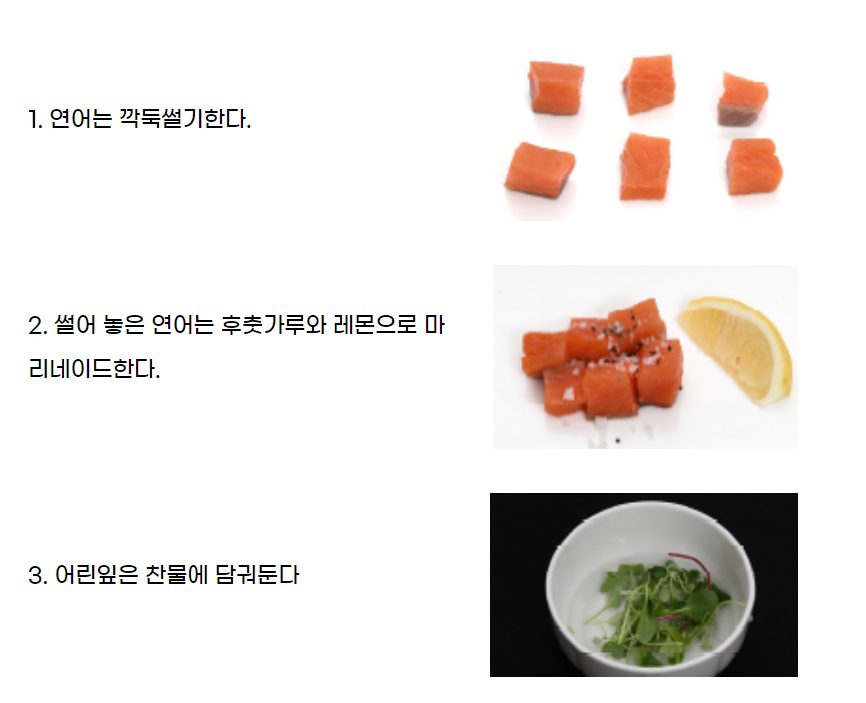 1. 연어는 깍둑썰기한다.
2. 썰어 놓은 연어는 후춧가루와 레몬으로 마
리네이드한다.
3. 어린잎은 찬물에 담궈둔다